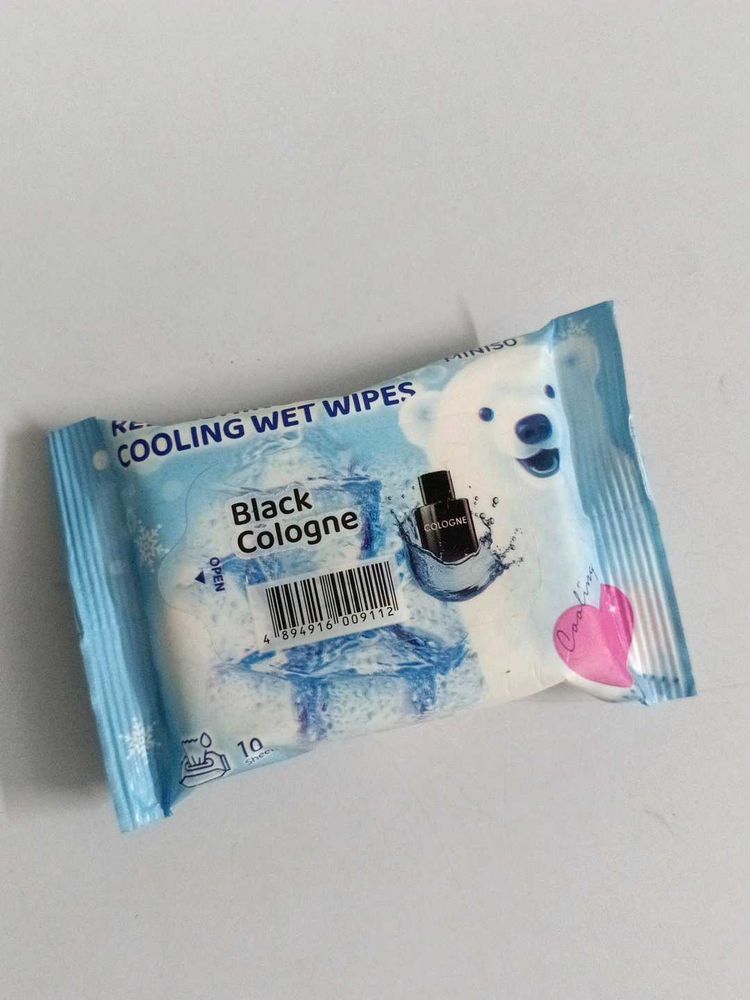 MINISO
COOLING WET WIPES
Black
Cologne
COLOGNE
OPEN
4 894916 009112
Cooling
10